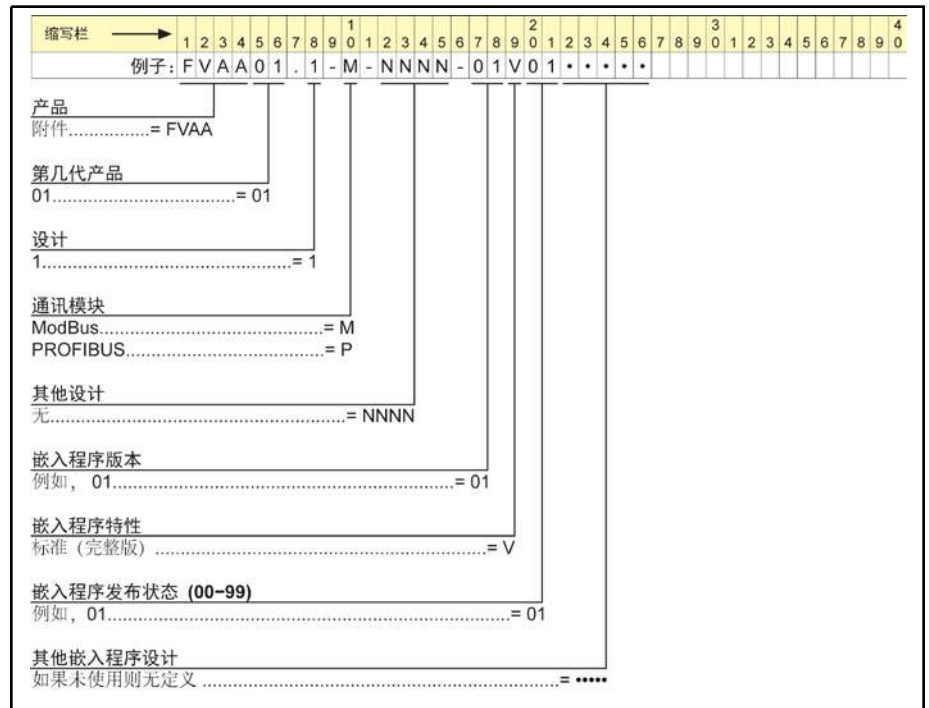 缩写栏
1 2 3 4 5 6 7 8 9 1 0 1 2 3 4 5 6 7 8 9 2 0 1 2 3 4 5 6 7 8 9 3 0 1 2 3 4 5 6 7 8 9 4 0
例子: F V A A 0 1 . 1 - M - N N N N - 0 1 V 0 1 • • • • •
产品
附件................= FVAA
第几代产品
01....................................= 01
设计
1.................................................= 1
通讯模块
ModBus............................................= M
PROFIBUS.......................................= P
其他设计
无..........................................................= NNNN
嵌入程序版本
例如，01...................................................................= 01
嵌入程序特性
标准（完整版）.................................................................= V
嵌入程序发布状态 (00-99)
例如，01...............................................................................= 01
其他嵌入程序设计
如果未使用则无定义 ......................................................................= •••••